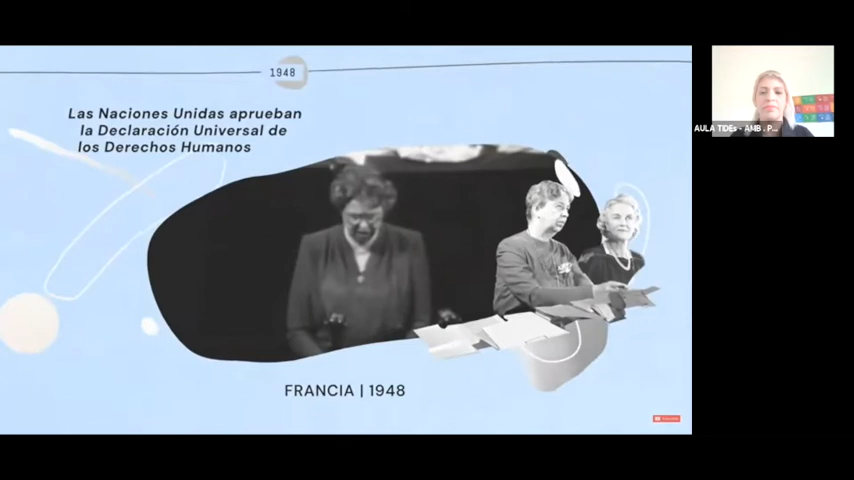 1948
Las Naciones Unidas aprueban
la Declaración Universal de
los Derechos Humanos
FRANCIA | 1948
AULA TIDEs - AMB. P...